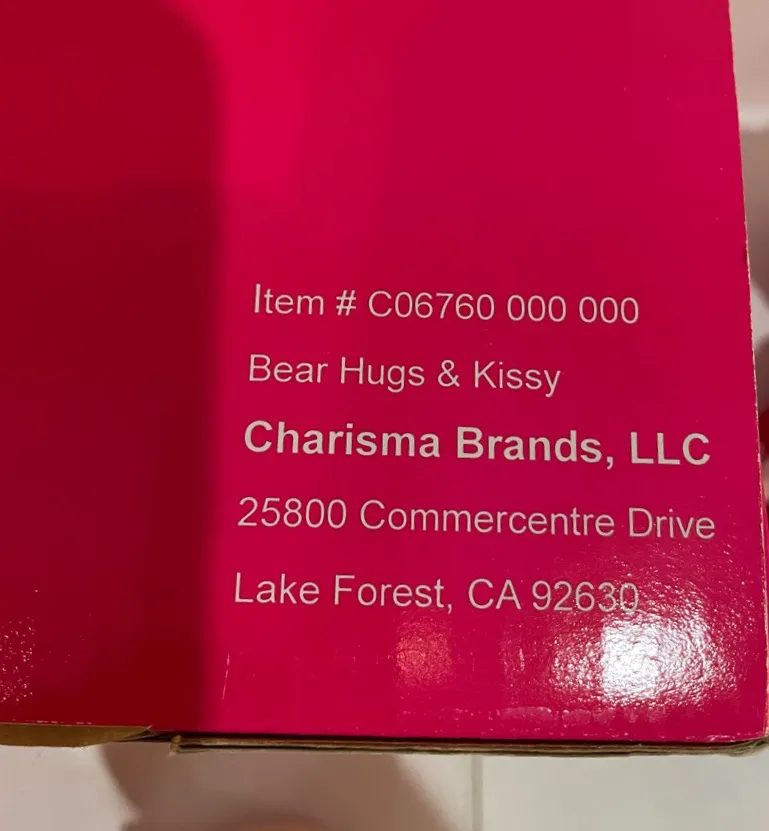 Item # C06760 000 000
Bear Hugs & Kissy
Charisma Brands, LLC
25800 Commercentre Drive
Lake Forest, CA 92630